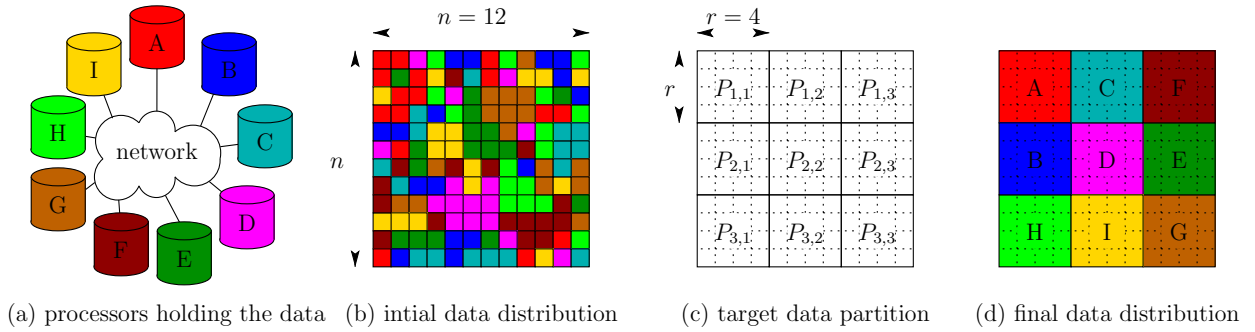 A
B
C
D
E
F
G
H
I
network
(a) processors holding the data
n = 12
n
(b) intial data distribution
r = 4
r
P1,1 P1,2 P1,3
P2,1 P2,2 P2,3
P3,1 P3,2 P3,3
(c) target data partition
A C F
B D E
H I G
(d) final data distribution